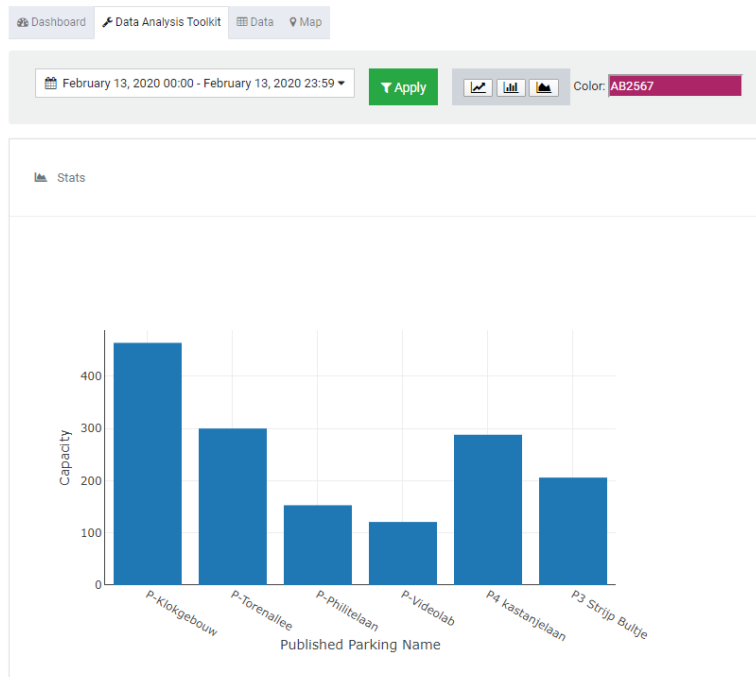 Dashboard Data Analysis Toolkit Data Map
February 13, 2020 00:00 - February 13, 2020 23:59 Apply Color: AB2567
Stats
400
300
200
100
0
Capacity
P-Klokgebouw P-Torenallee P-Philitelaan P-Videolab P4 kastanjelaan P3 Strijp Bultje
Published Parking Name